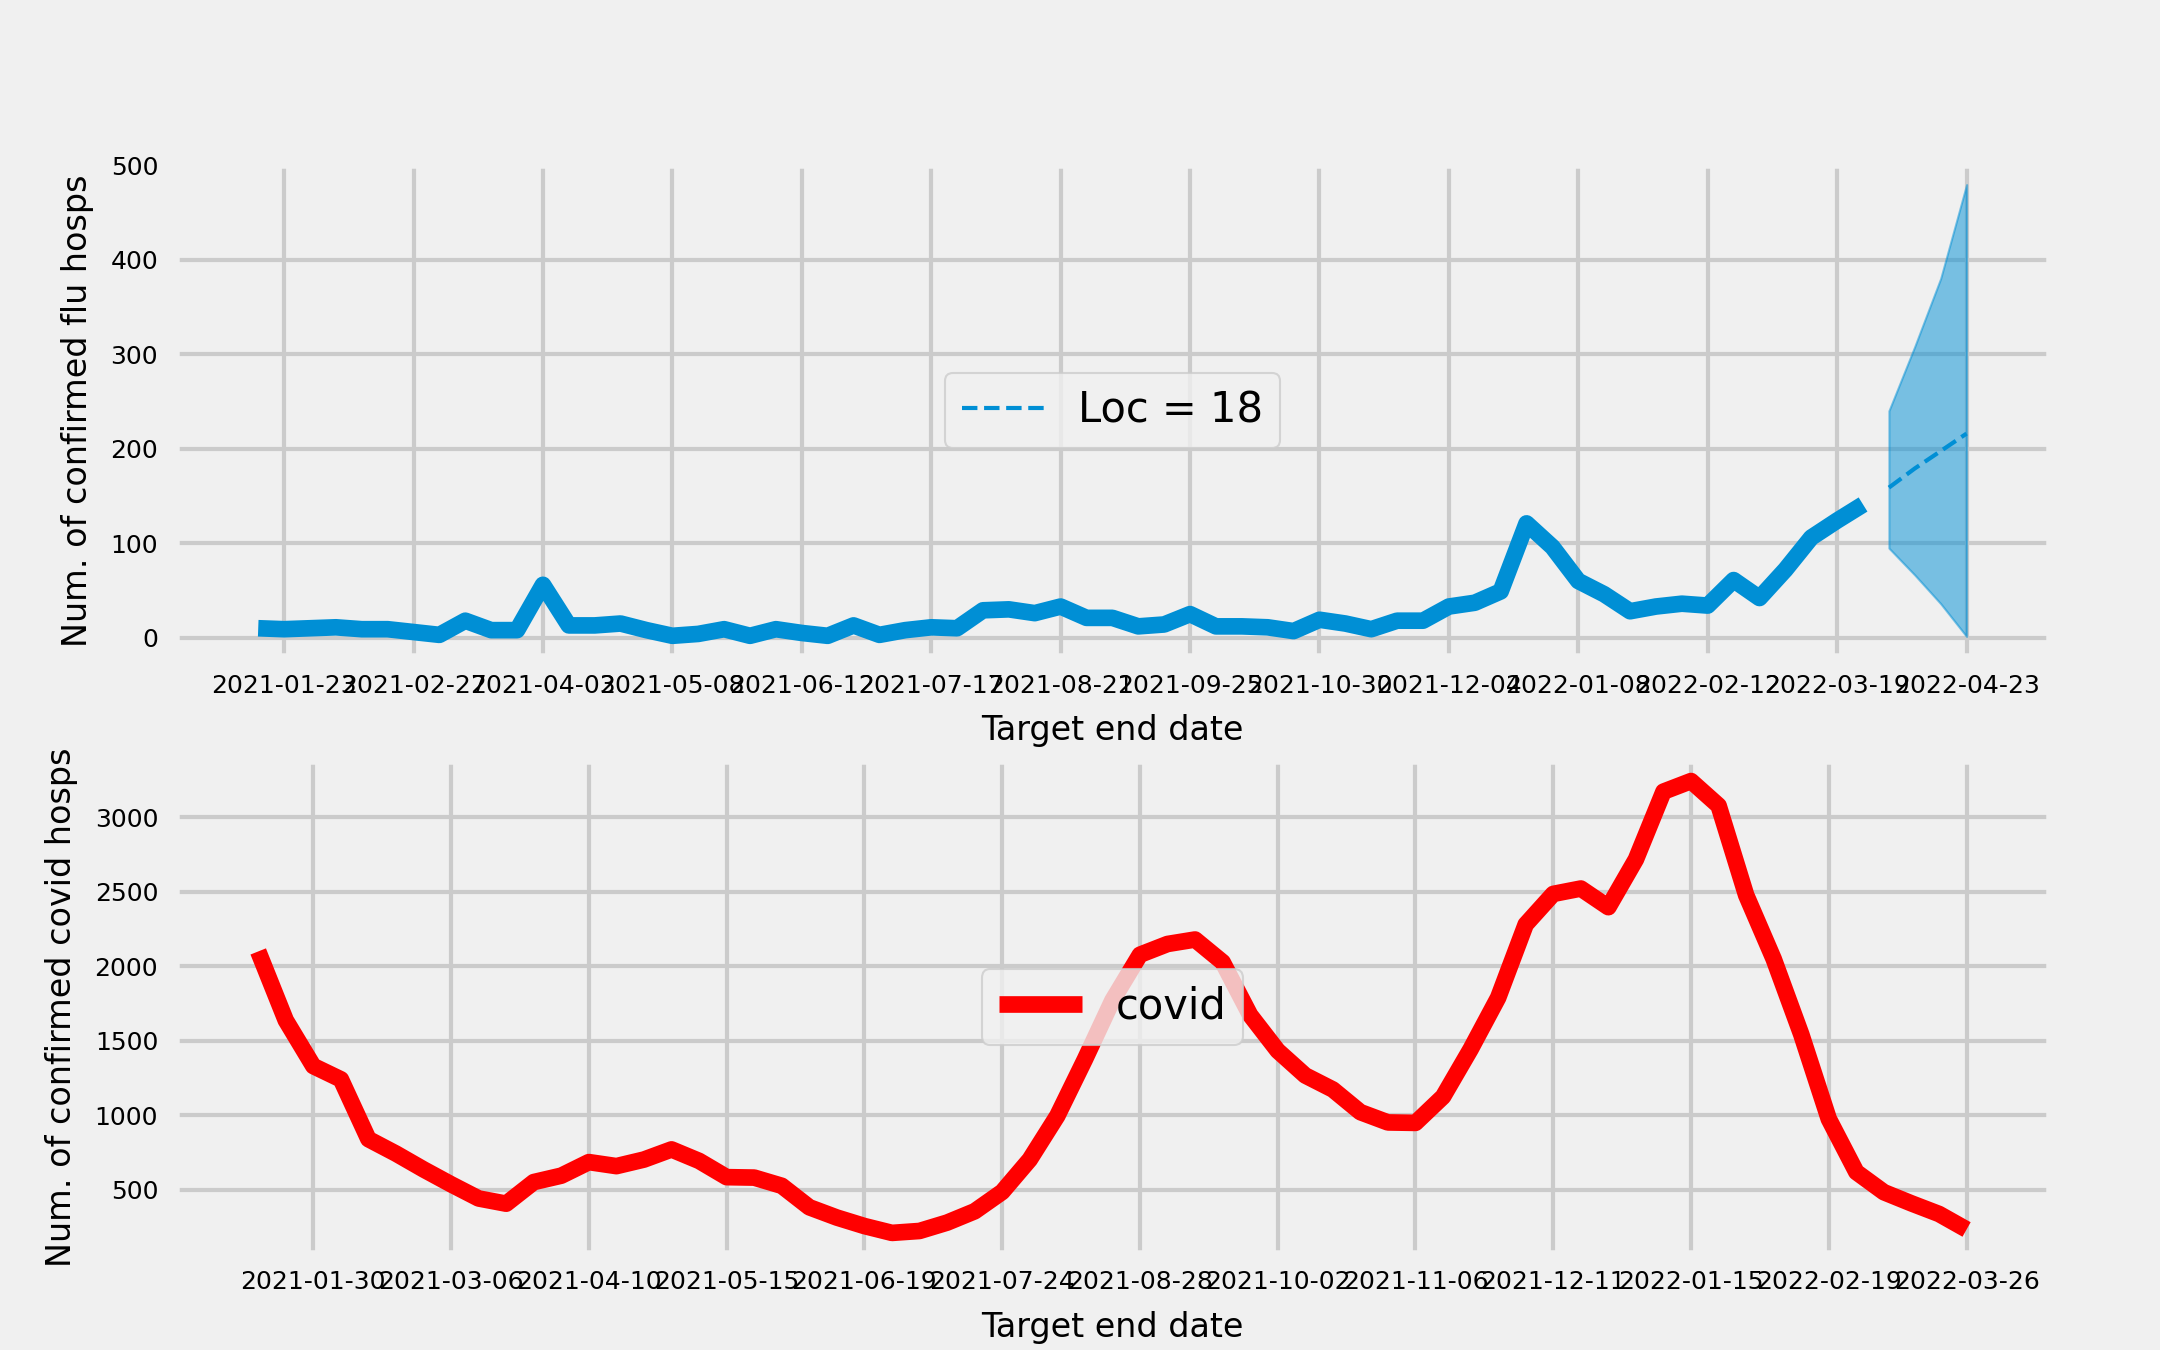 500
400
300
200
100
0
Num. of confirmed flu hosps
Loc = 18
2021-01-23 2021-02-27 2021-04-03 2021-05-08 2021-06-12 2021-07-17 2021-08-21 2021-09-25 2021-10-30 2021-12-04 2022-01-08 2022-02-12 2022-03-19 2022-04-23
Target end date
3000
2500
2000
1500
1000
500
Num. of confirmed covid hosps
covid
2021-01-30 2021-03-06 2021-04-10 2021-05-15 2021-06-19 2021-07-24 2021-08-28 2021-10-02 2021-11-06 2021-12-11 2022-01-15 2022-02-19 2022-03-26
Target end date